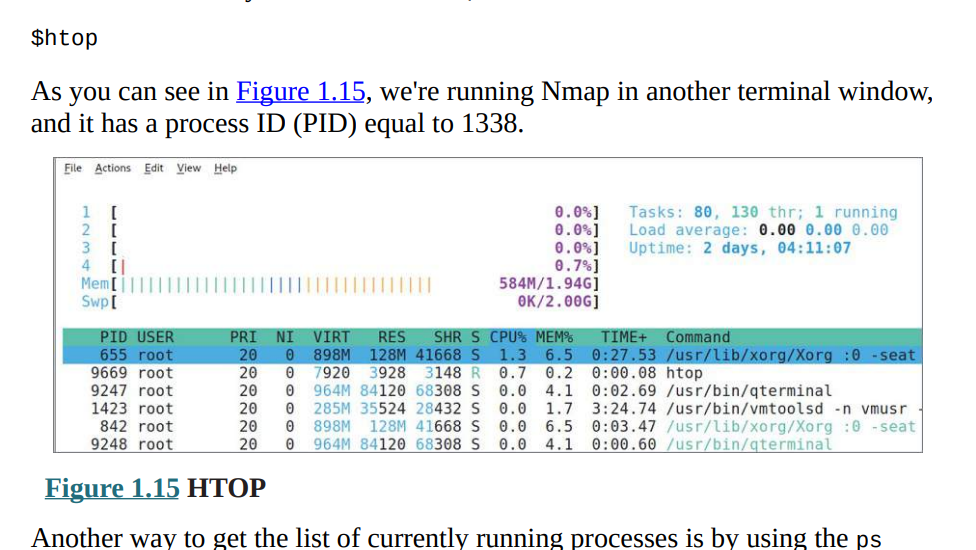 $htop
As you can see in Figure 1.15, we're running Nmap in another terminal window,
and it has a process ID (PID) equal to 1338.
File Actions Edit View Help
1 [ 0.0%] Tasks: 80, 130 thr; 1 running
2 [ 0.0%] Load average: 0.00 0.00 0.00
3 [ 0.0%] Uptime: 2 days, 04:11:07
4 [| 0.7%]
Mem[||||||||||||||||||||||||||||||||||| 584M/1.94G]
Swp[ 0K/2.00G]
PID USER PRI NI VIRT RES SHR S CPU% MEM% TIME+ Command
655 root 20 0 898M 128M 41668 S 1.3 6.5 0:27.53 /usr/lib/xorg/Xorg :0 -seat
9669 root 20 0 7920 3928 3148 R 0.7 0.2 0:00.08 htop
9247 root 20 0 964M 84120 68308 S 0.0 4.1 0:02.69 /usr/bin/qterminal
1423 root 20 0 285M 35524 28432 S 0.0 1.7 3:24.74 /usr/bin/vmtoolsd -n vmusr -
842 root 20 0 898M 128M 41668 S 0.0 6.5 0:03.47 /usr/lib/xorg/Xorg :0 -seat
9248 root 20 0 964M 84120 68308 S 0.0 4.1 0:00.60 /usr/bin/qterminal
Figure 1.15 HTOP
Another way to get the list of currently running processes is by using the ps